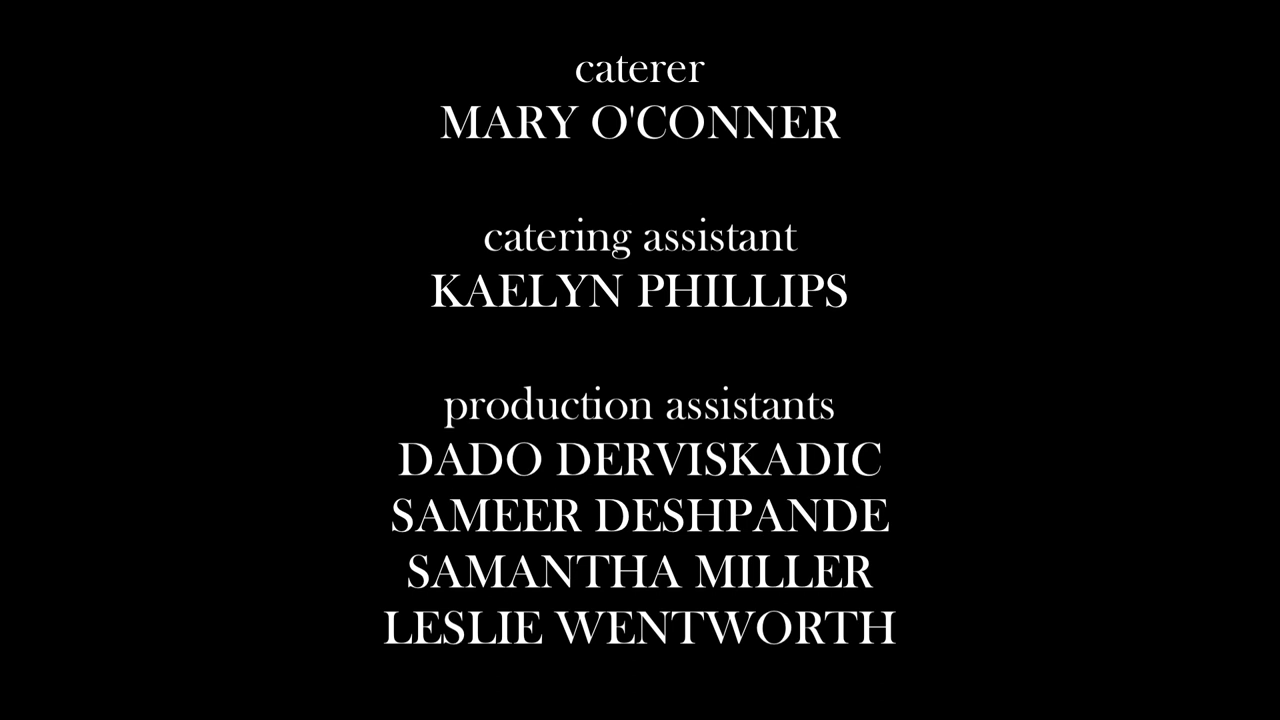 caterer
MARY O'CONNER
catering assistant
KAELYN PHILLIPS
production assistants
DADO DERVISKADIC
SAMEER DESHPANDE
SAMANTHA MILLER
LESLIE WENTWORTH